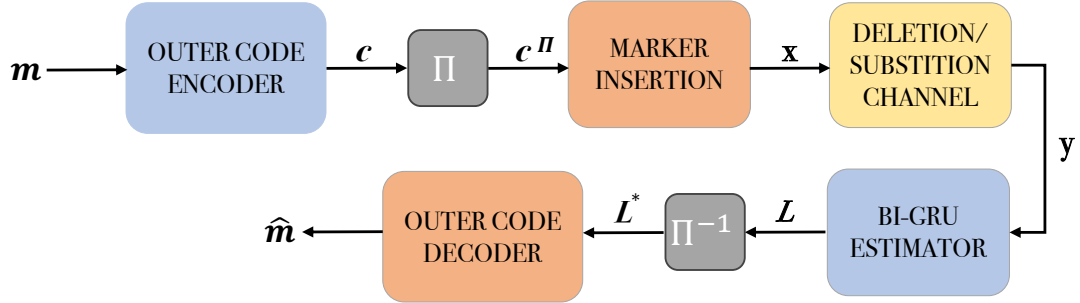 m
OUTER CODE
ENCODER
c
Π
c^Π
MARKER
INSERTION
x
DELETION/
SUBSTITION
CHANNEL
y
BI-GRU
ESTIMATOR
L
Π⁻¹
L*
OUTER CODE
DECODER
m̂